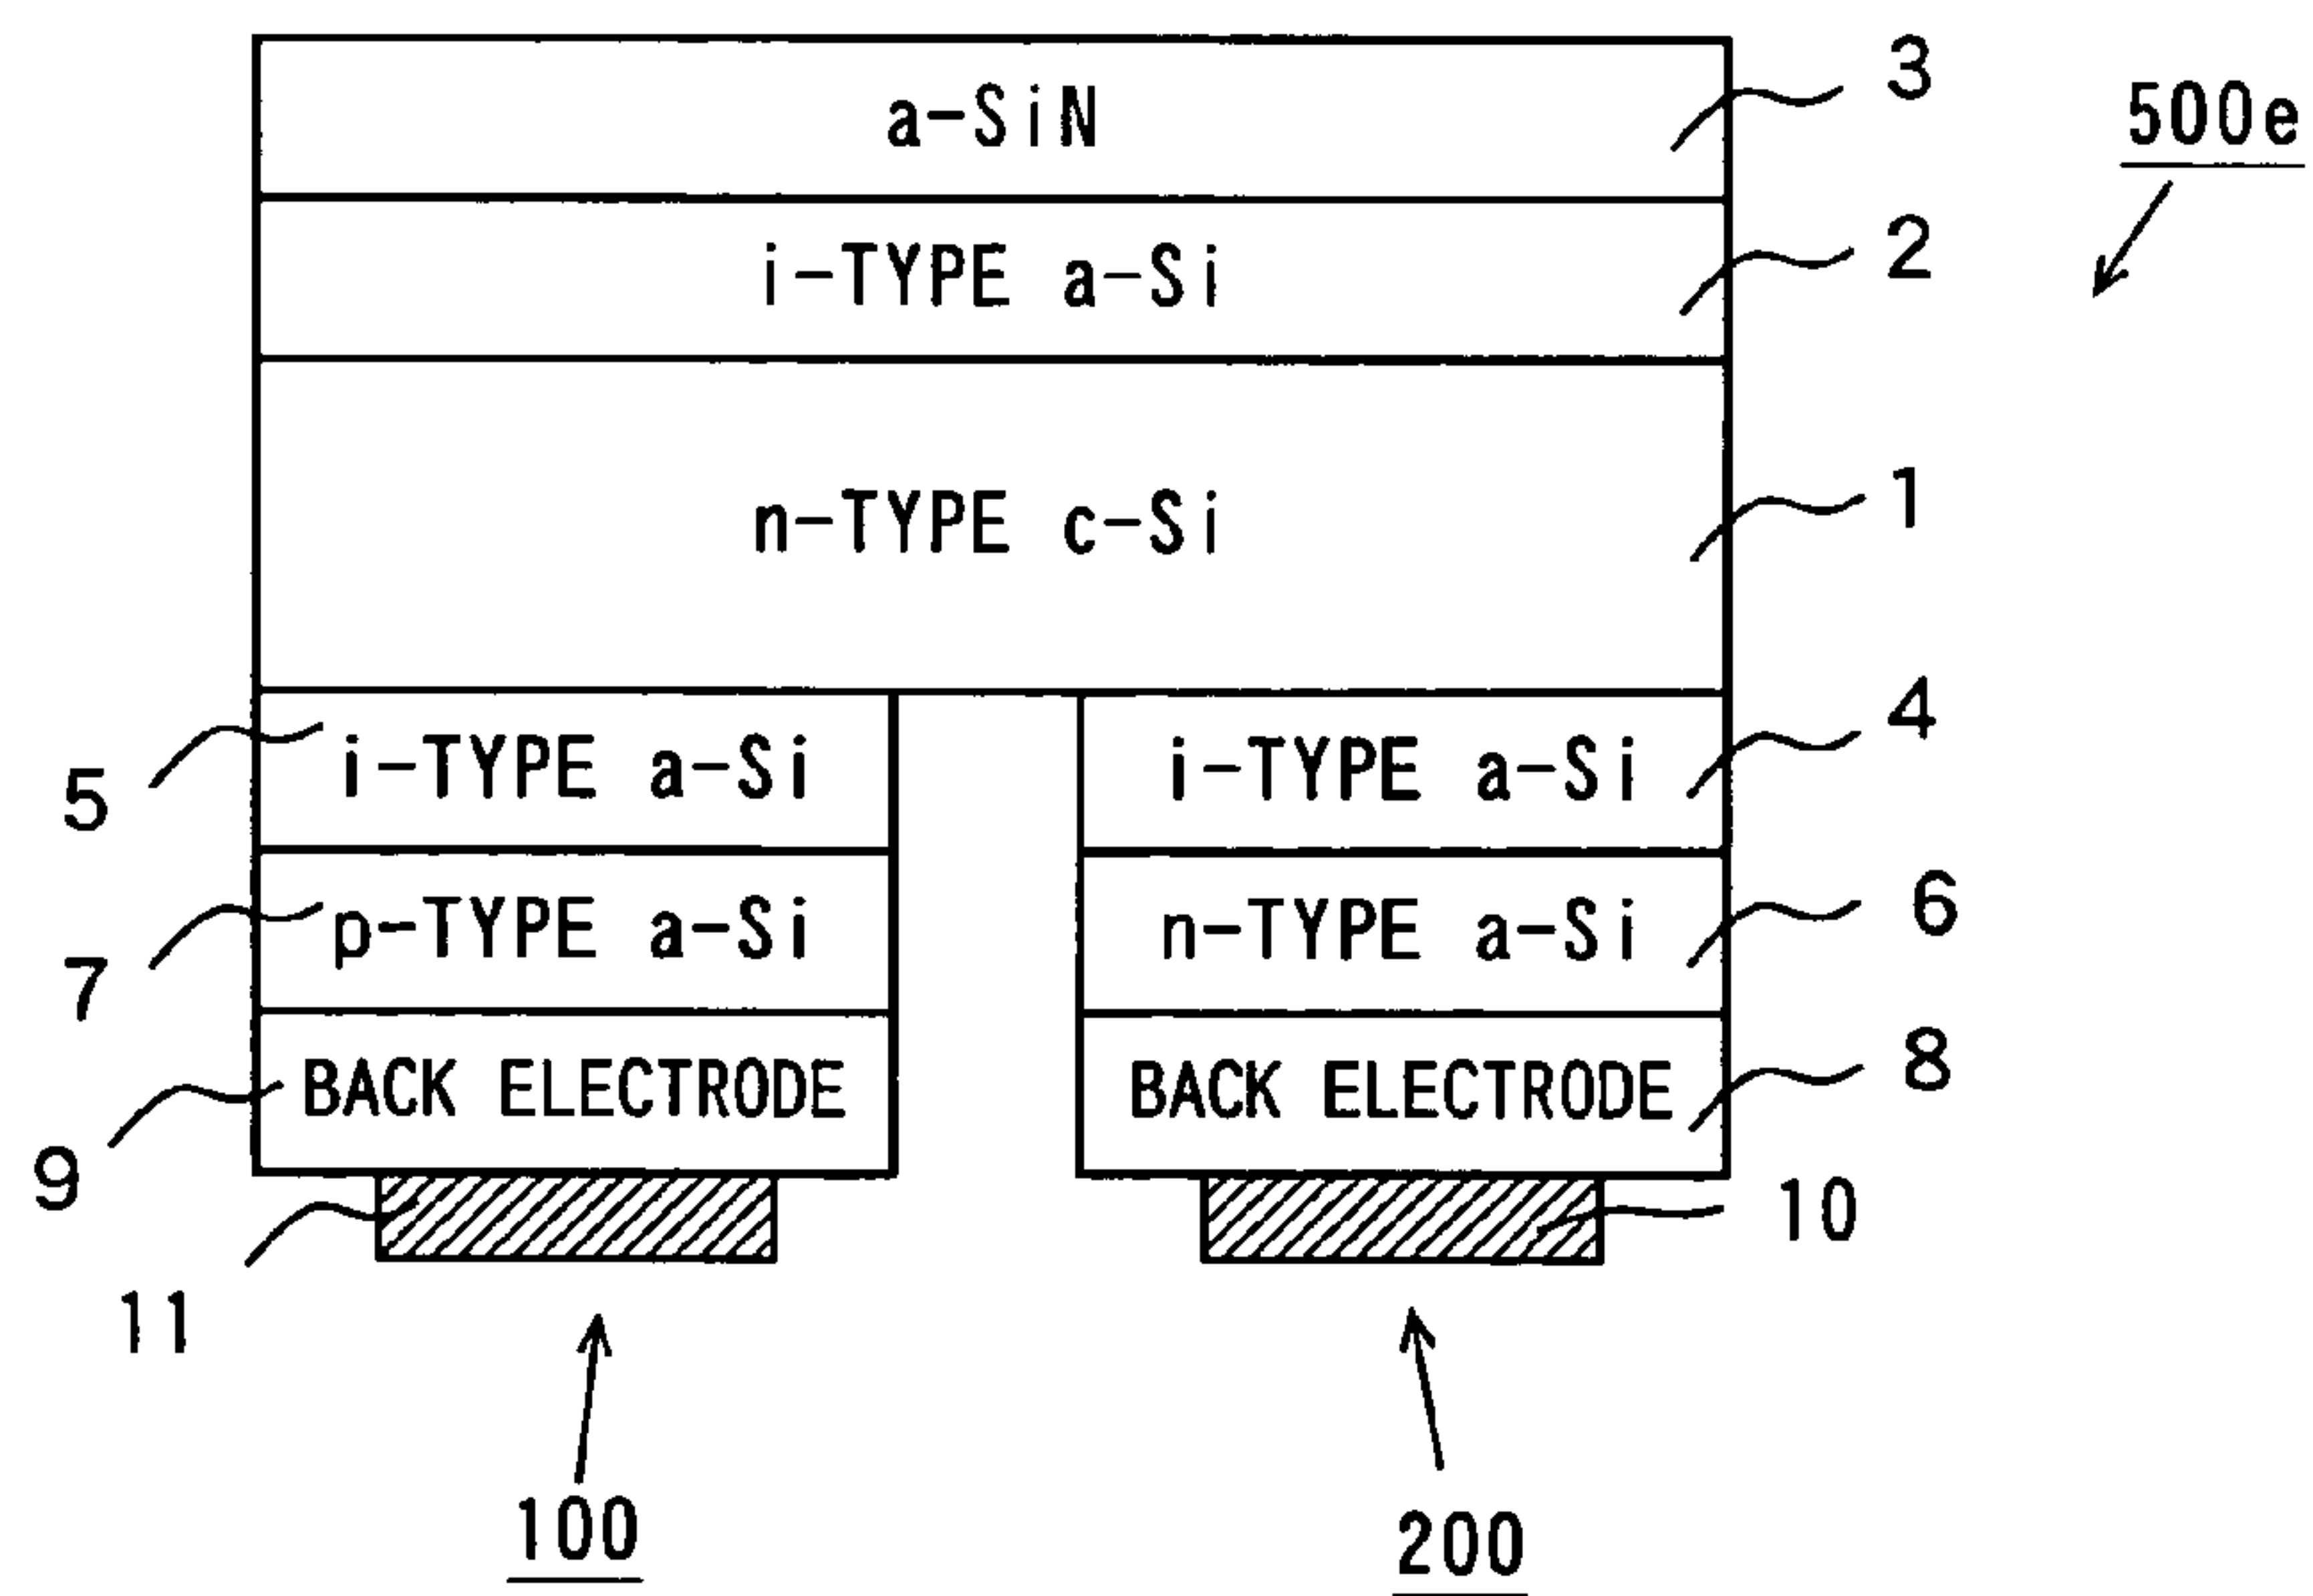 a-SiN
3
500e
i-TYPE a-Si
2
n-TYPE c-Si
1
5
i-TYPE a-Si
i-TYPE a-Si
4
7
p-TYPE a-Si
n-TYPE a-Si
6
9
BACK ELECTRODE
BACK ELECTRODE
8
11
10
100
200